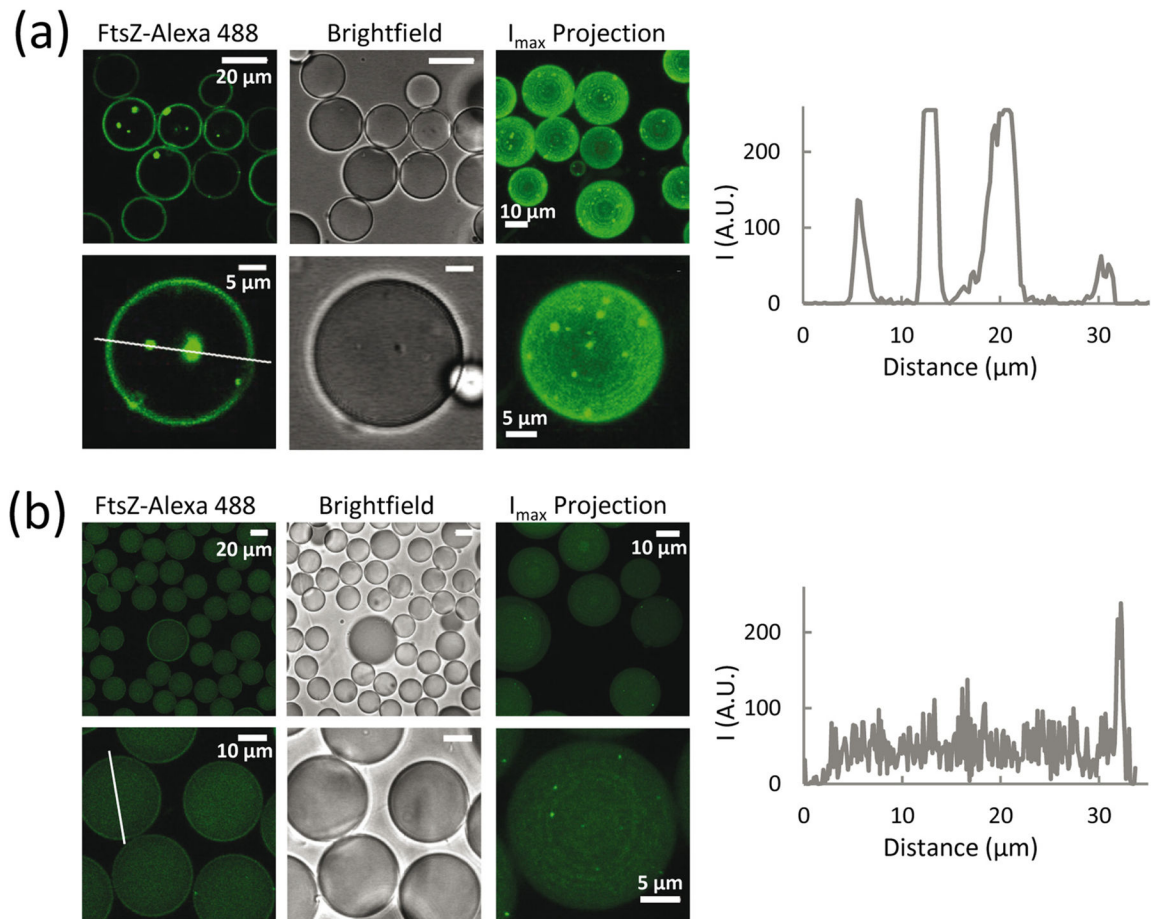 (a)
FtsZ-Alexa 488 Brightfield Imax Projection
20 µm
10 µm
5 µm
5 µm
I (A.U.)
200
100
0
0 10 20 30
Distance (µm)
(b)
FtsZ-Alexa 488 Brightfield Imax Projection
20 µm
10 µm
10 µm
5 µm
I (A.U.)
200
100
0
0 10 20 30
Distance (µm)